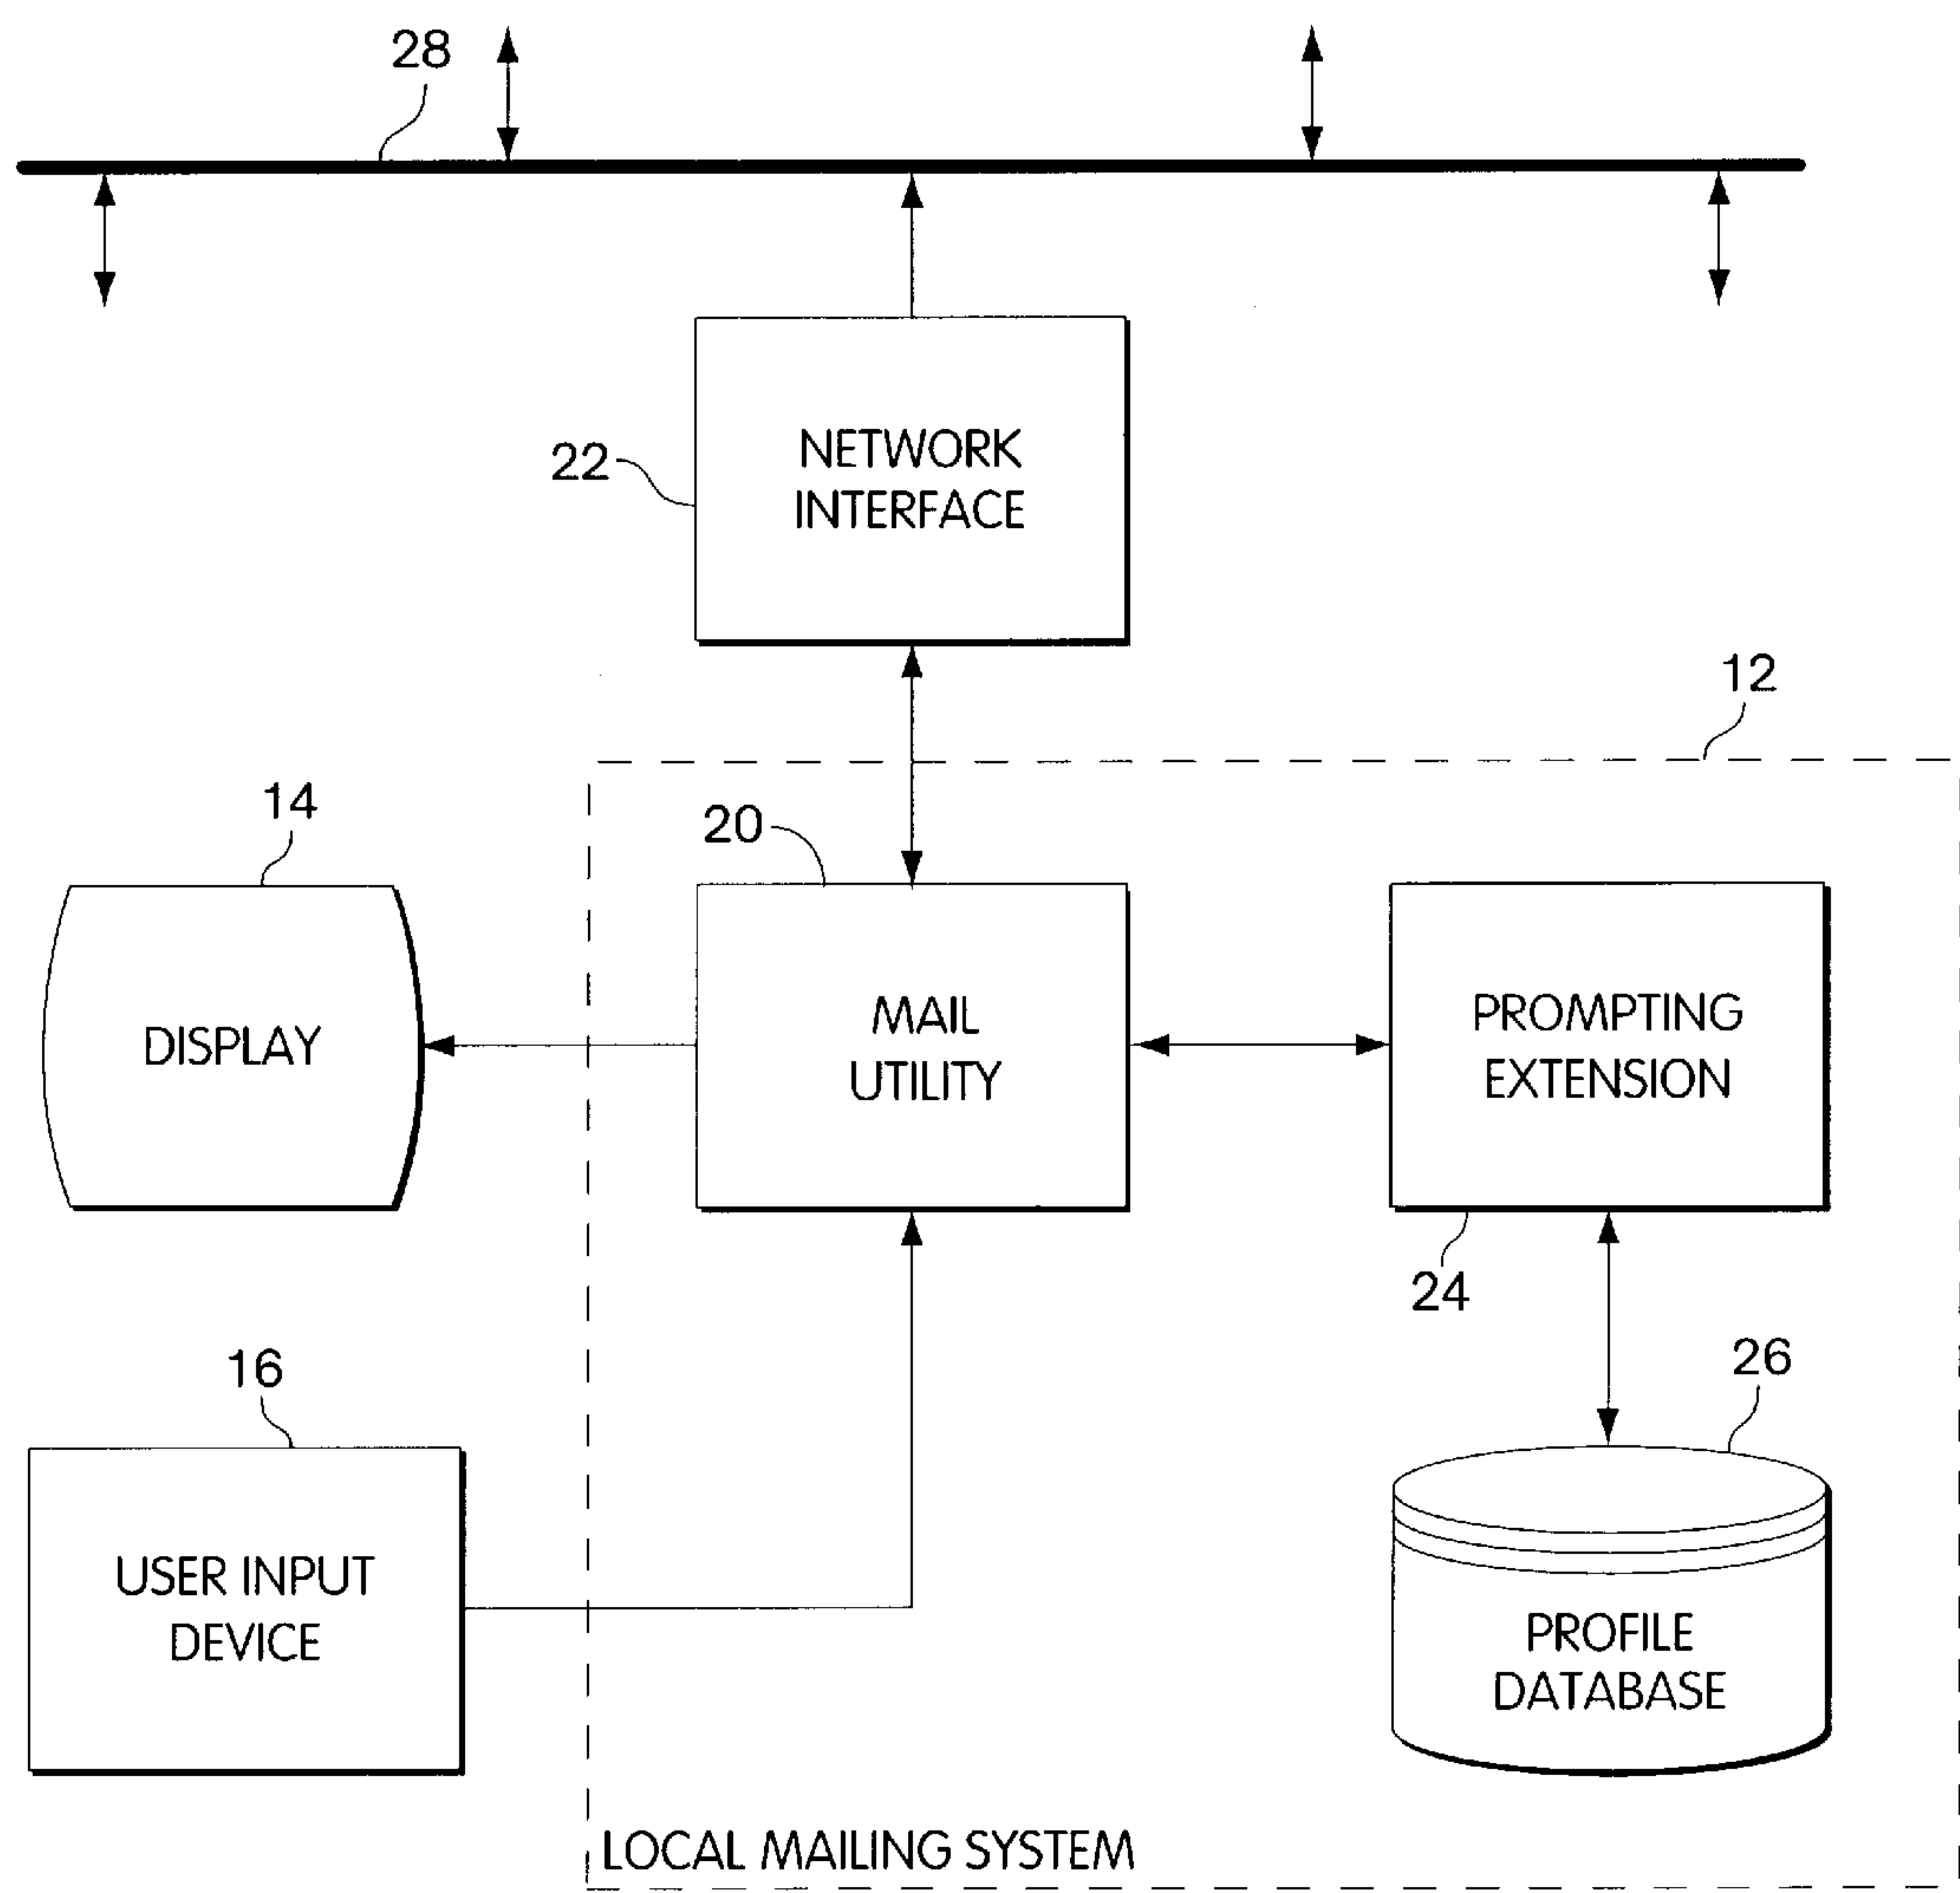 28
22
NETWORK
INTERFACE
12
14
20
DISPLAY
MAIL
UTILITY
PROMPTING
EXTENSION
24
16
26
USER INPUT
DEVICE
PROFILE
DATABASE
LOCAL MAILING SYSTEM